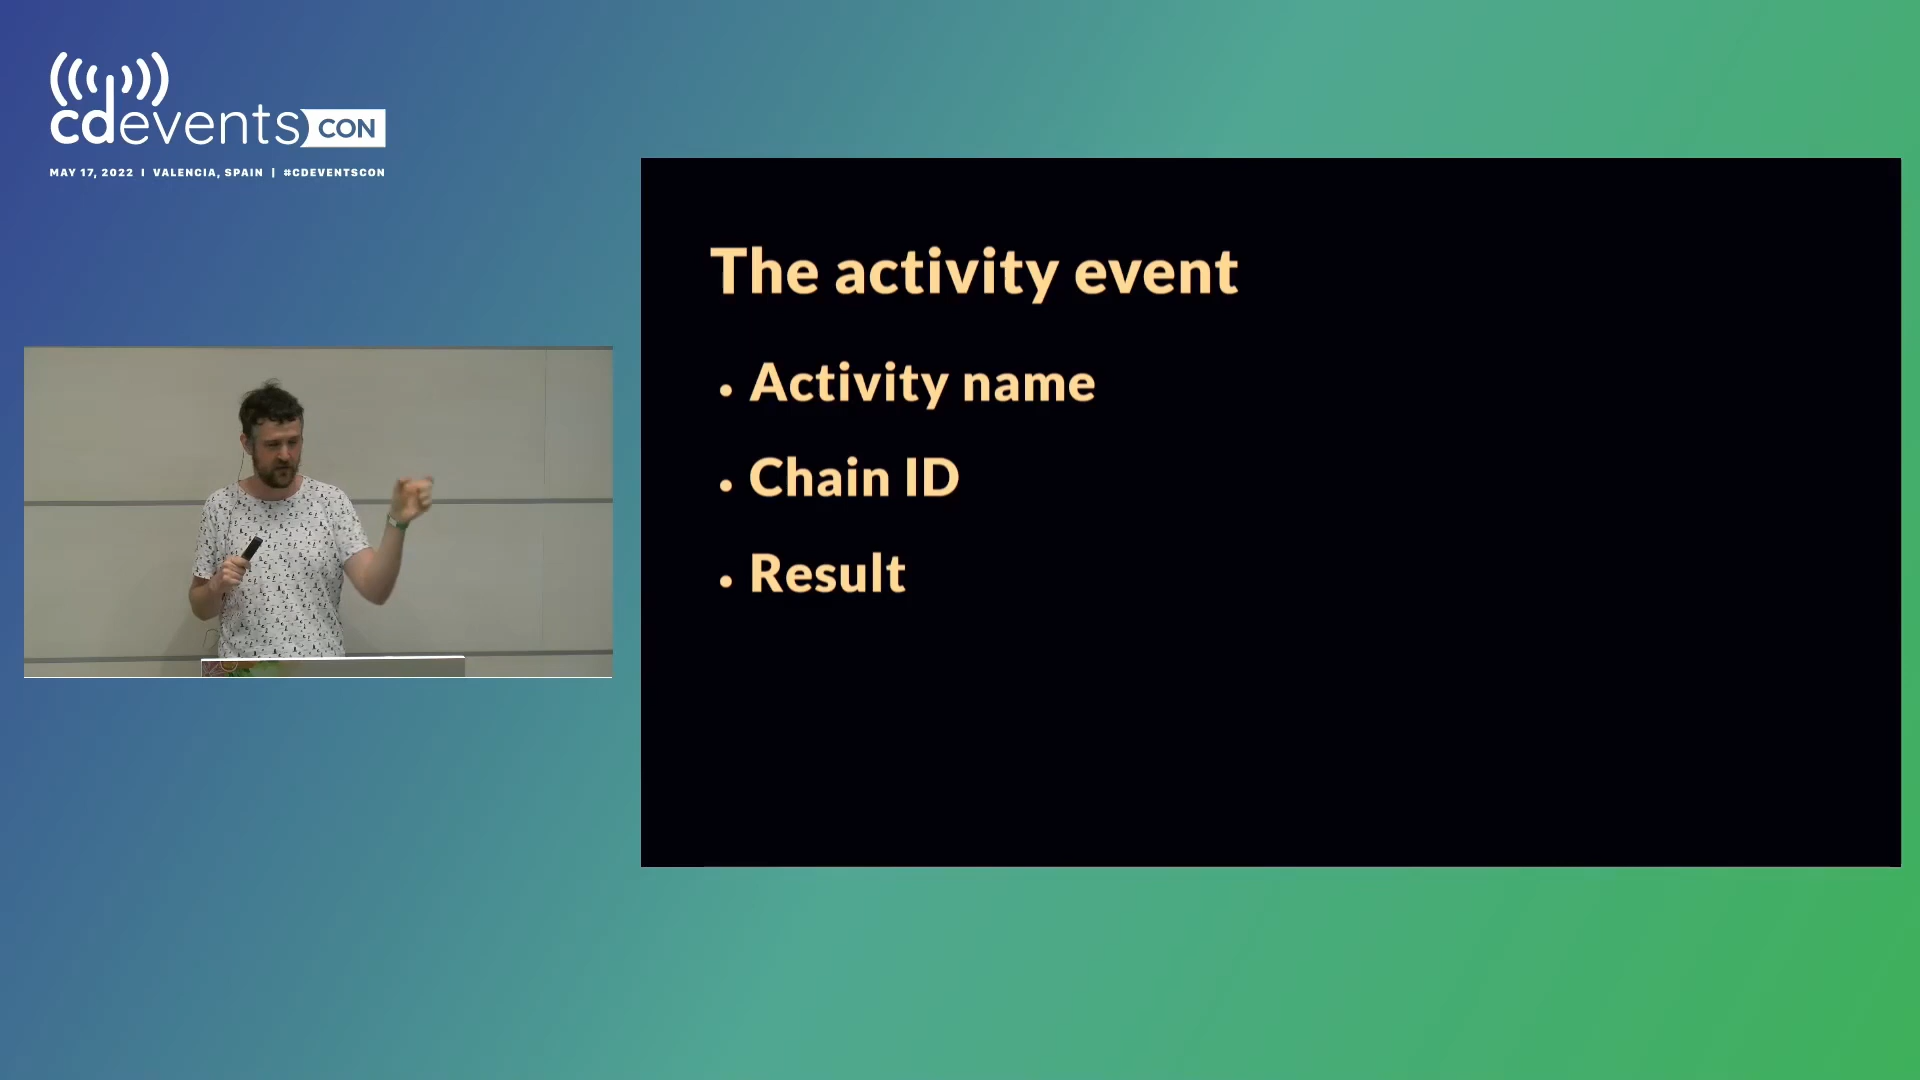 cdevents CON
MAY 17, 2022 | VALENCIA, SPAIN | #CDEVENTSCON
The activity event
• Activity name
• Chain ID
• Result